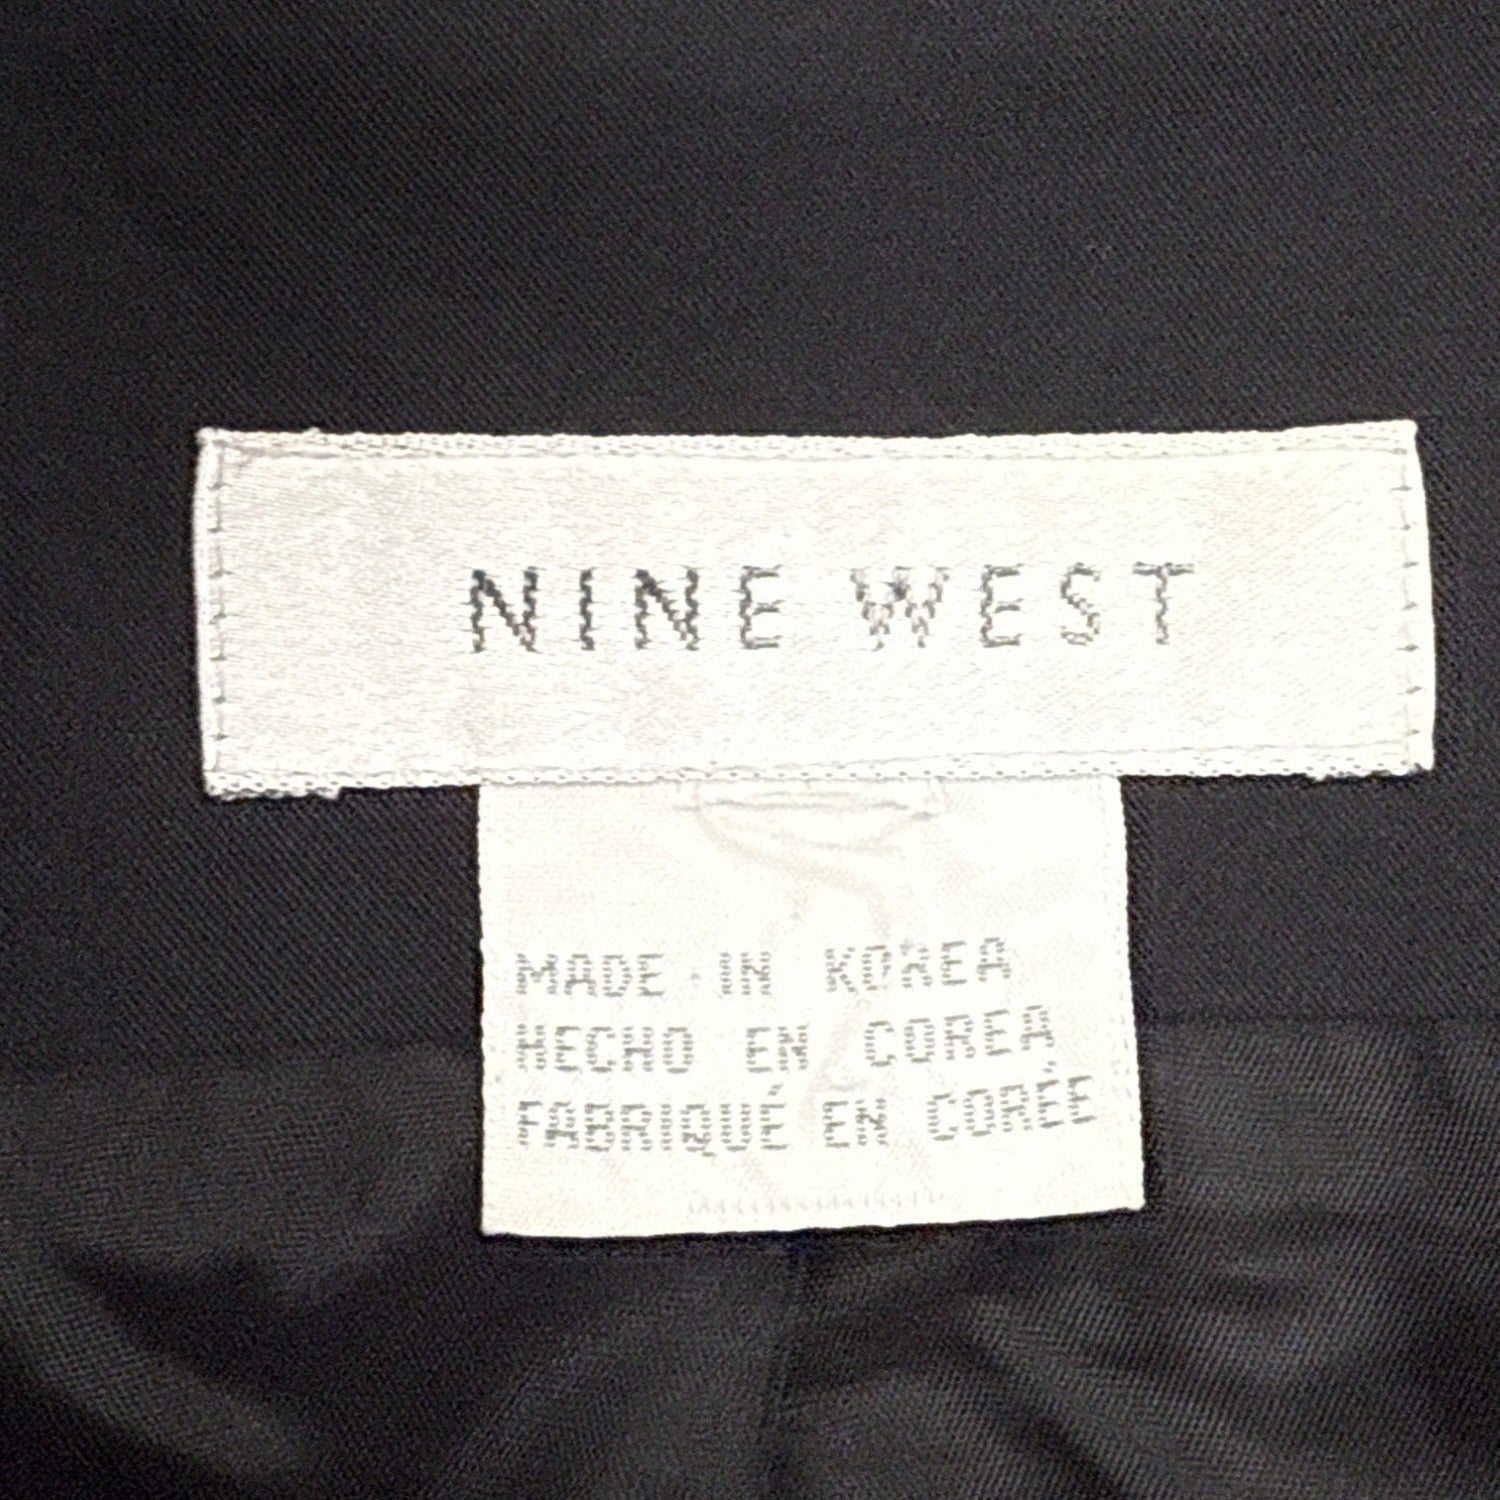 NINE WEST
MADE IN KOREA
HECHO EN COREA
FABRIQUÉ EN CORÉE